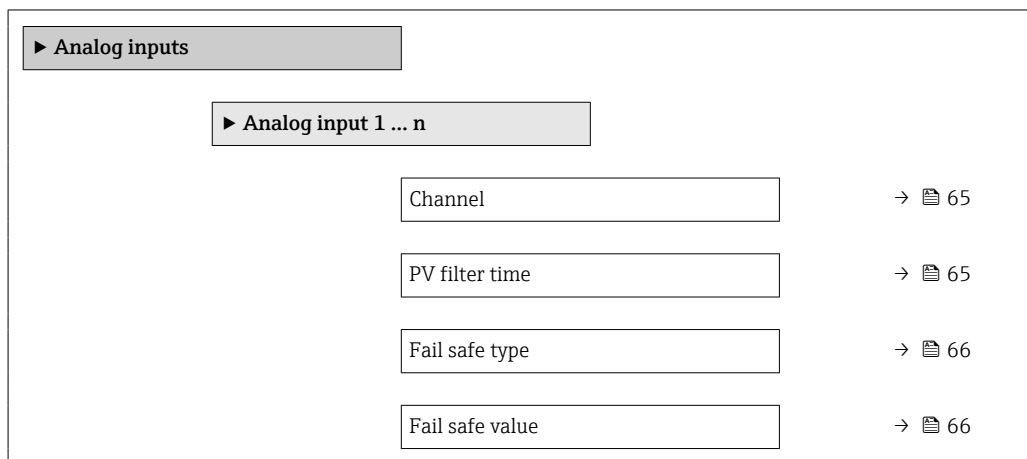 ▶ Analog inputs
▶ Analog input 1 ... n
Channel → 65
PV filter time → 65
Fail safe type → 66
Fail safe value → 66